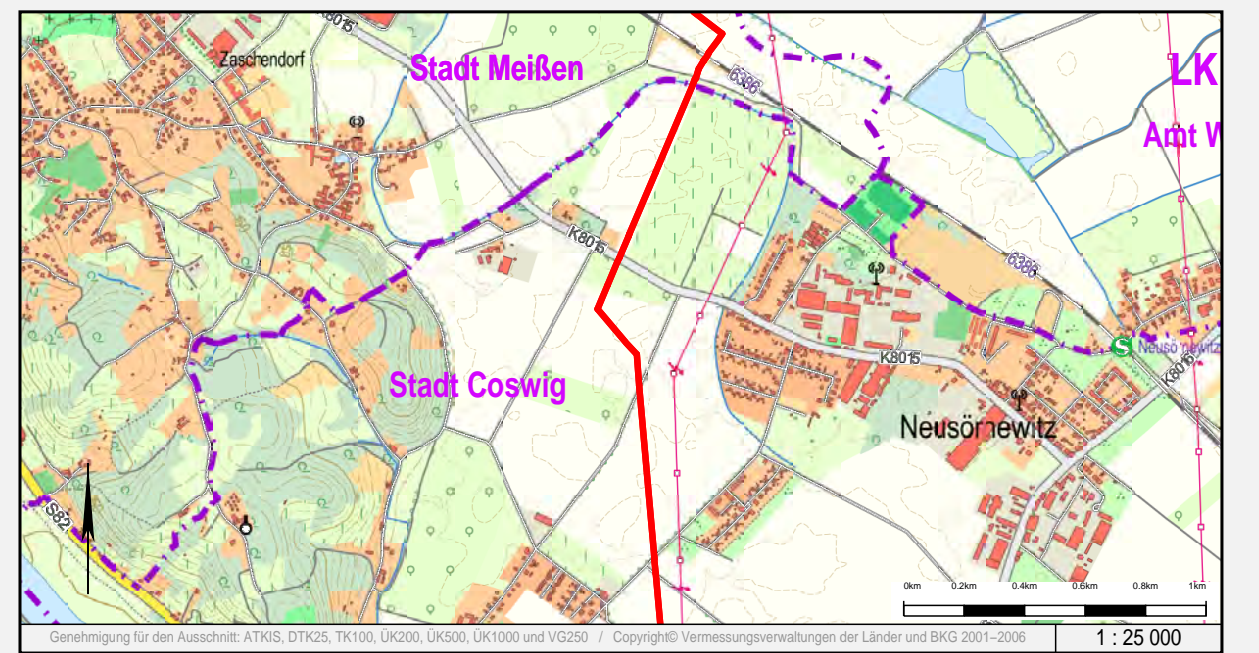 K8015
Zaschendorf
Stadt Meißen
6386
LK
Amt W
K8015
6386
Stadt Coswig
K8015
S
K8015
Neusörnewitz
S82
0km 0.2km 0.4km 0.6km 0.8km 1km
Genehmigung für den Ausschnitt: ATKIS, DTK25, TK100, ÜK200, ÜK500, ÜK1000 und VG250 / Copyright© Vermessungsverwaltungen der Länder und BKG 2001–2006
1 : 25 000